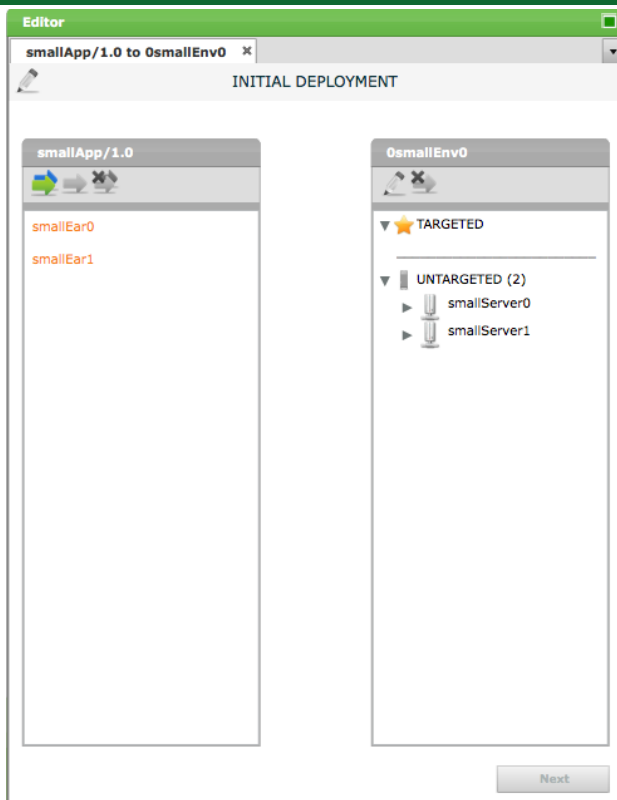 Editor
smallApp/1.0 to 0smallEnv0
INITIAL DEPLOYMENT
smallApp/1.0
smallEar0
smallEar1
0smallEnv0
TARGETED
UNTARGETED (2)
smallServer0
smallServer1
Next